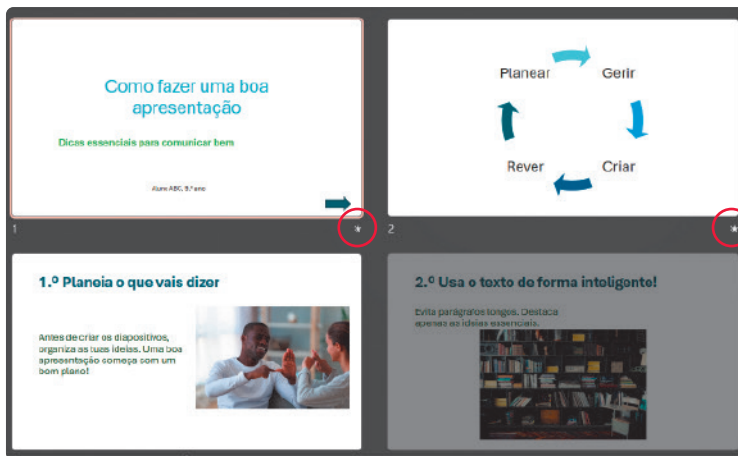 Como fazer uma boa
apresentação
Dicas essenciais para comunicar bem
Aluno ABC, 9.º ano
1
Planear
Gerir
Rever
Criar
2
1.º Planeia o que vais dizer
Antes de criar os diapositivos,
organiza as tuas ideias. Uma boa
apresentação começa com um
bom plano!
2.º Usa o texto de forma inteligente!
Evita parágrafos longos. Destaca
apenas as ideias essenciais.